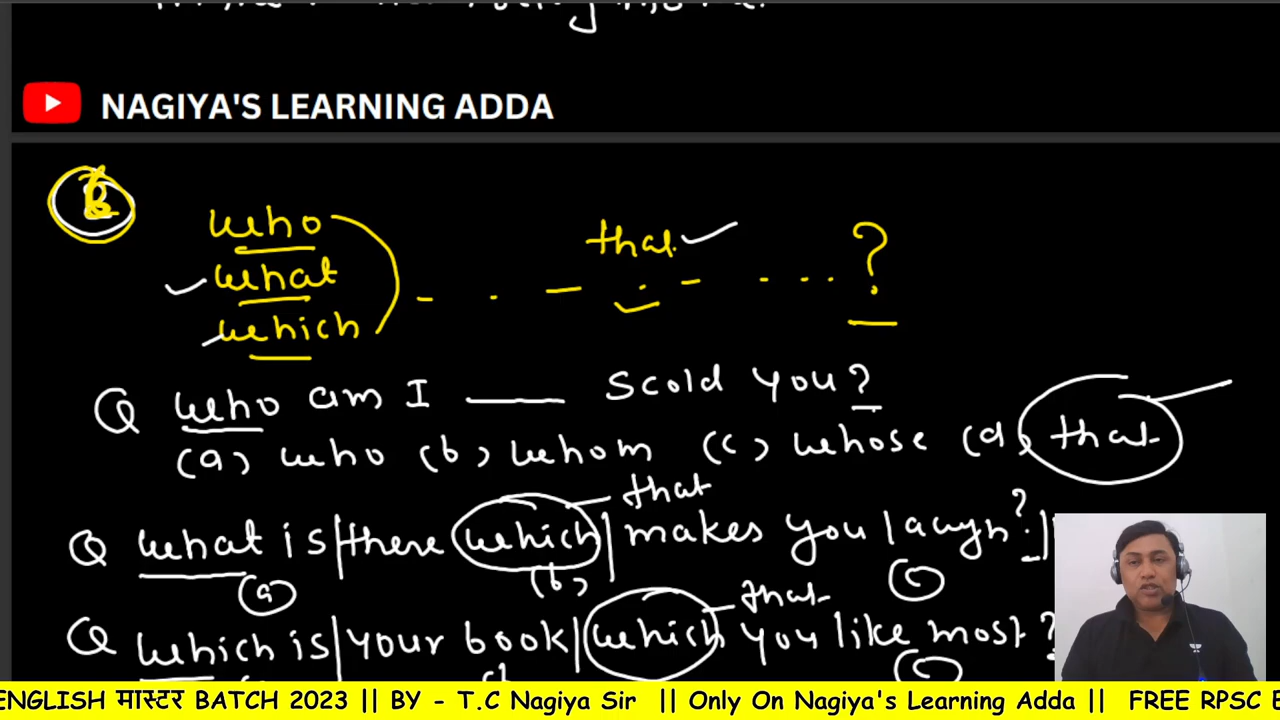 NAGIYA'S LEARNING ADDA
who
what
which
that
?
Q who am I ____ scold you?
(a) who (b) whom (c) whose (d) that
that
Q what is/there which/makes you laugh?/
(a) (b) (c)
that
Q which is/your book/which you like most?
ENGLISH मास्टर BATCH 2023 || BY - T.C Nagiya Sir || Only On Nagiya's Learning Adda || FREE RPSC E